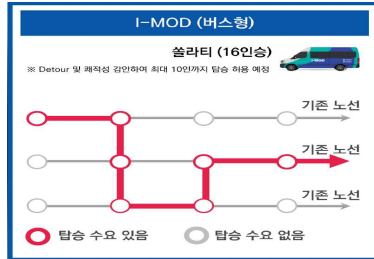 I-MOD (버스형)
쏠라티 (16인승)
※ Detour 및 쾌적성 감안하여 최대 10인까지 탑승 허용 예정
I-MOD
기존 노선
기존 노선
기존 노선
탑승 수요 있음
탑승 수요 없음